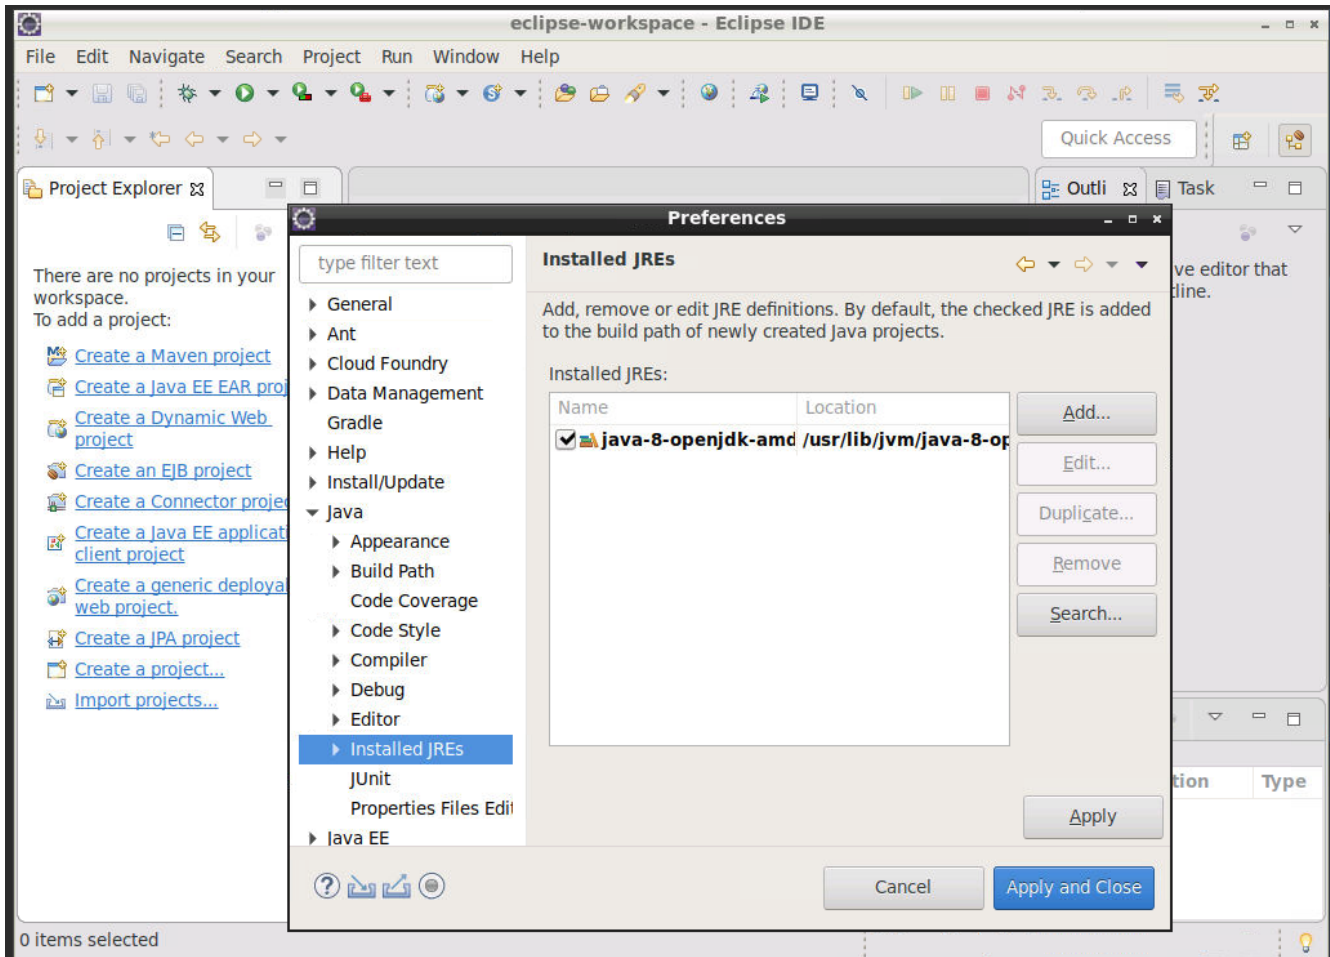 eclipse-workspace - Eclipse IDE
File Edit Navigate Search Project Run Window Help
Quick Access
Project Explorer
Outli Task
There are no projects in your
workspace.
To add a project:
Create a Maven project
Create a Java EE EAR proj
Create a Dynamic Web
project
Create an EJB project
Create a Connector projec
Create a Java EE applicati
client project
Create a generic deployal
web project.
Create a JPA project
Create a project...
Import projects...
0 items selected
Preferences
type filter text
General
Ant
Cloud Foundry
Data Management
Gradle
Help
Install/Update
Java
Appearance
Build Path
Code Coverage
Code Style
Compiler
Debug
Editor
Installed JREs
JUnit
Properties Files Edit
Java EE
Installed JREs
Add, remove or edit JRE definitions. By default, the checked JRE is added
to the build path of newly created Java projects.
Installed JREs:
Name Location
java-8-openjdk-amd /usr/lib/jvm/java-8-op
Add...
Edit...
Duplicate...
Remove
Search...
Apply
Cancel Apply and Close
ve editor that
tline.
tion Type